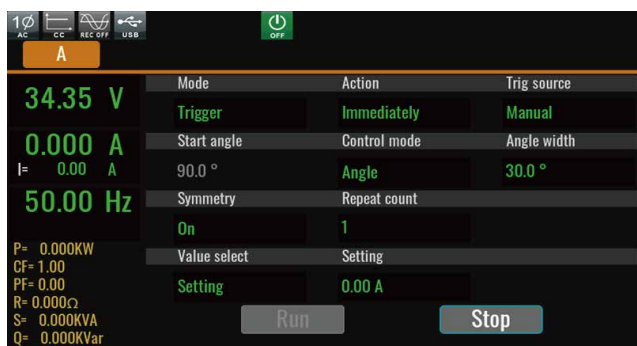 1Ø
AC
CC
REC OFF
USB
OFF
A
34.35 V
0.000 A
I= 0.00 A
50.00 Hz
P= 0.000KW
CF= 1.00
PF= 0.00
R= 0.000Ω
S= 0.000KVA
Q= 0.000KVar
Mode Action Trig source
Trigger Immediately Manual
Start angle Control mode Angle width
90.0 ° Angle 30.0 °
Symmetry Repeat count
On 1
Value select Setting
Setting 0.00 A
Run Stop